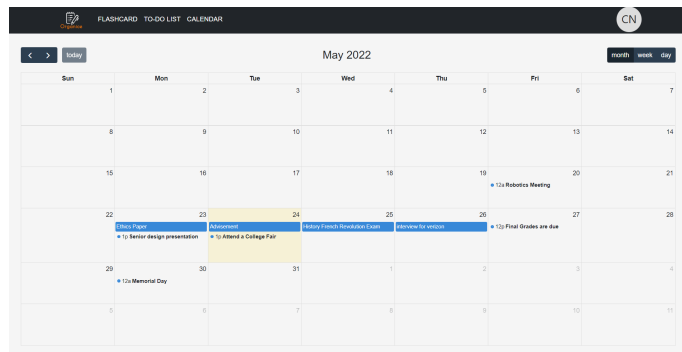 Organize
FLASHCARD TO-DO LIST CALENDAR
CN
today
May 2022
month week day
Sun Mon Tue Wed Thu Fri Sat
1 2 3 4 5 6 7
8 9 10 11 12 13 14
15 16 17 18 19 20 21
12a Robotics Meeting
22 23 24 25 26 27 28
Ethics Paper Advisement History French Revolution Exam interview for verizon 12p Final Grades are due
1p Senior design presentation 1p Attend a College Fair
29 30 31 1 2 3 4
12a Memorial Day
5 6 7 8 9 10 11